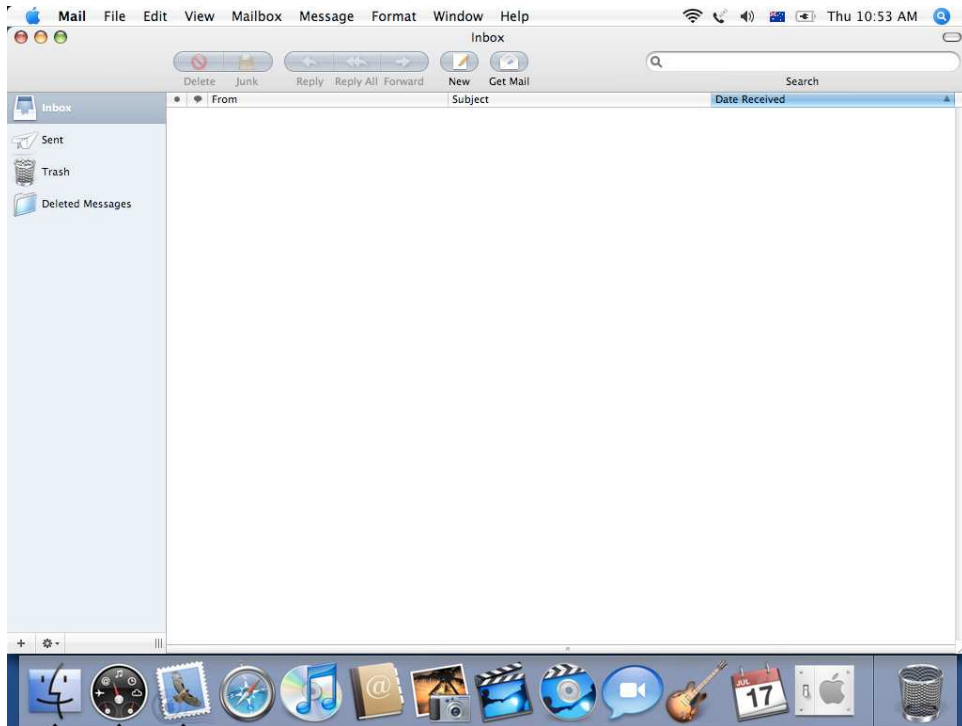 Mail File Edit View Mailbox Message Format Window Help Thu 10:53 AM
Inbox
Delete Junk Reply Reply All Forward New Get Mail Search
From Subject Date Received
Inbox
Sent
Trash
Deleted Messages
JUL
17